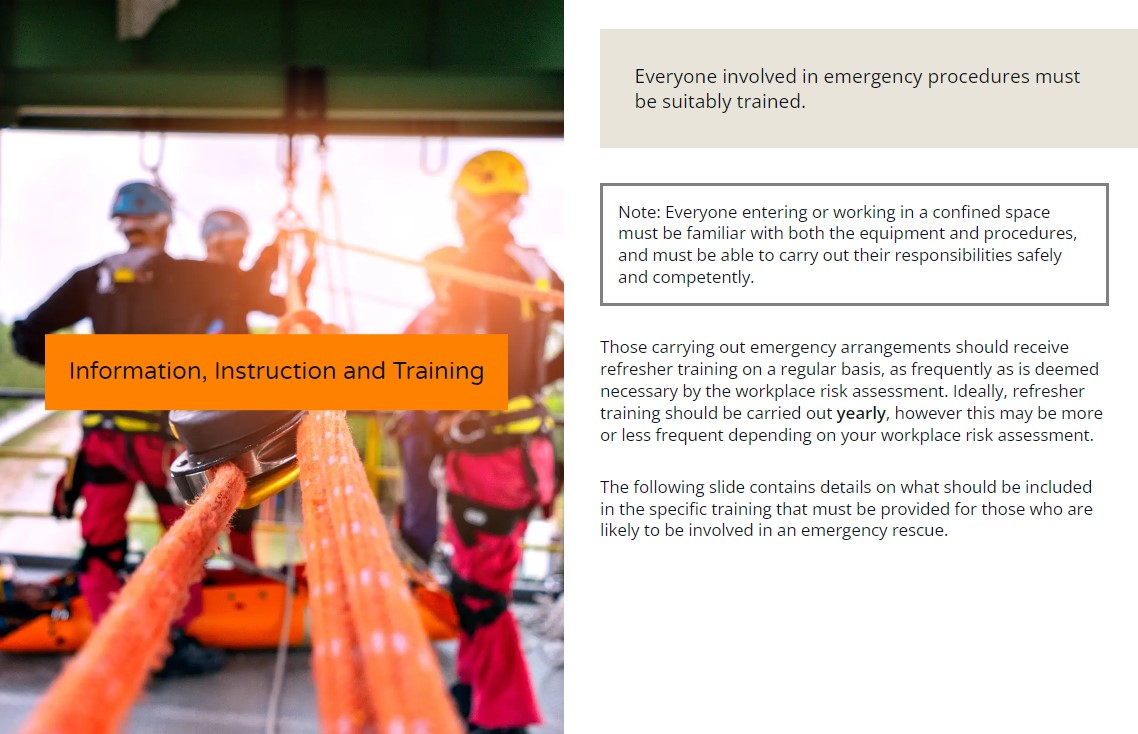 Information, Instruction and Training
Everyone involved in emergency procedures must
be suitably trained.
Note: Everyone entering or working in a confined space
must be familiar with both the equipment and procedures,
and must be able to carry out their responsibilities safely
and competently.
Those carrying out emergency arrangements should receive
refresher training on a regular basis, as frequently as is deemed
necessary by the workplace risk assessment. Ideally, refresher
training should be carried out yearly, however this may be more
or less frequent depending on your workplace risk assessment.
The following slide contains details on what should be included
in the specific training that must be provided for those who are
likely to be involved in an emergency rescue.